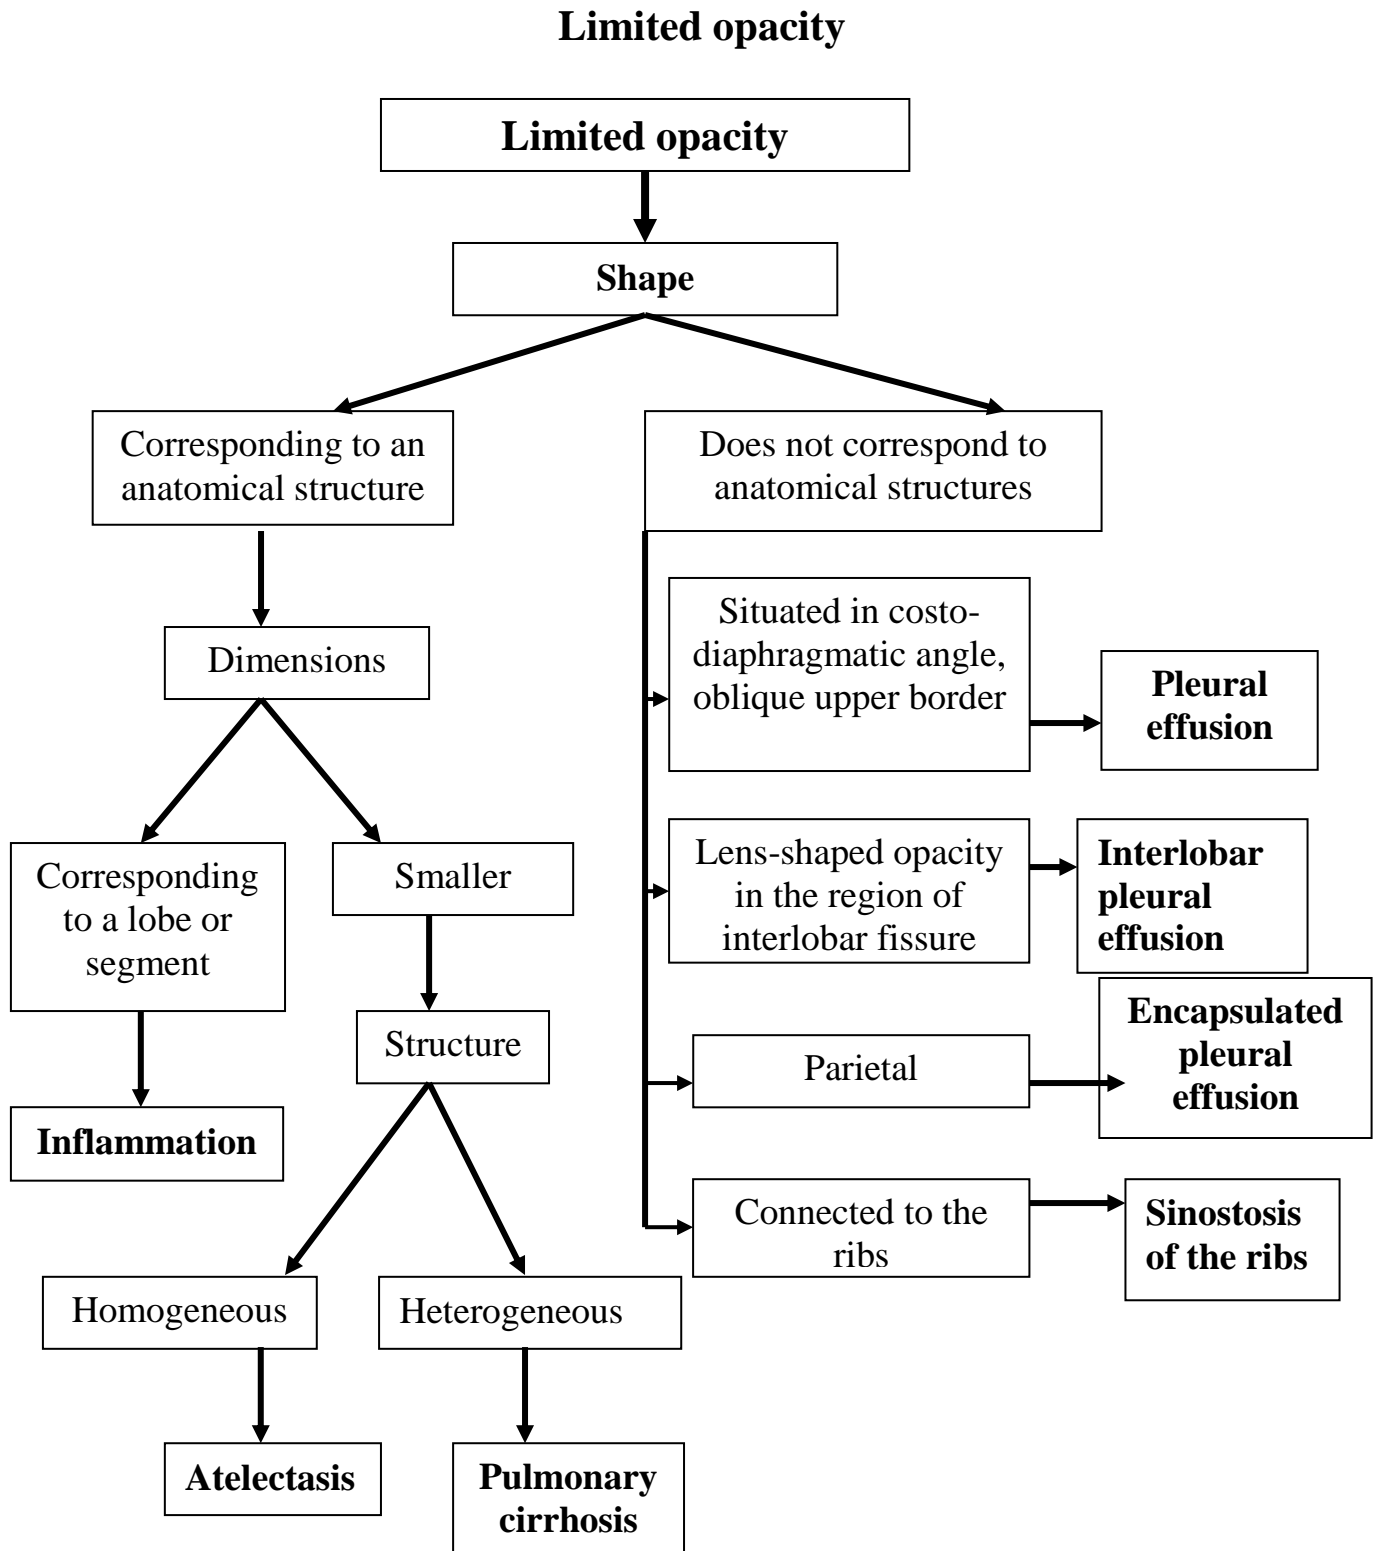 Limited opacity
Limited opacity
Shape
Corresponding to an
anatomical structure
Does not correspond to
anatomical structures
Dimensions
Corresponding
to a lobe or
segment
Inflammation
Smaller
Structure
Homogeneous
Heterogeneous
Atelectasis
Pulmonary
cirrhosis
Situated in costo-
diaphragmatic angle,
oblique upper border
Pleural
effusion
Lens-shaped opacity
in the region of
interlobar fissure
Interlobar
pleural
effusion
Parietal
Encapsulated
pleural
effusion
Connected to the
ribs
Sinostosis
of the ribs